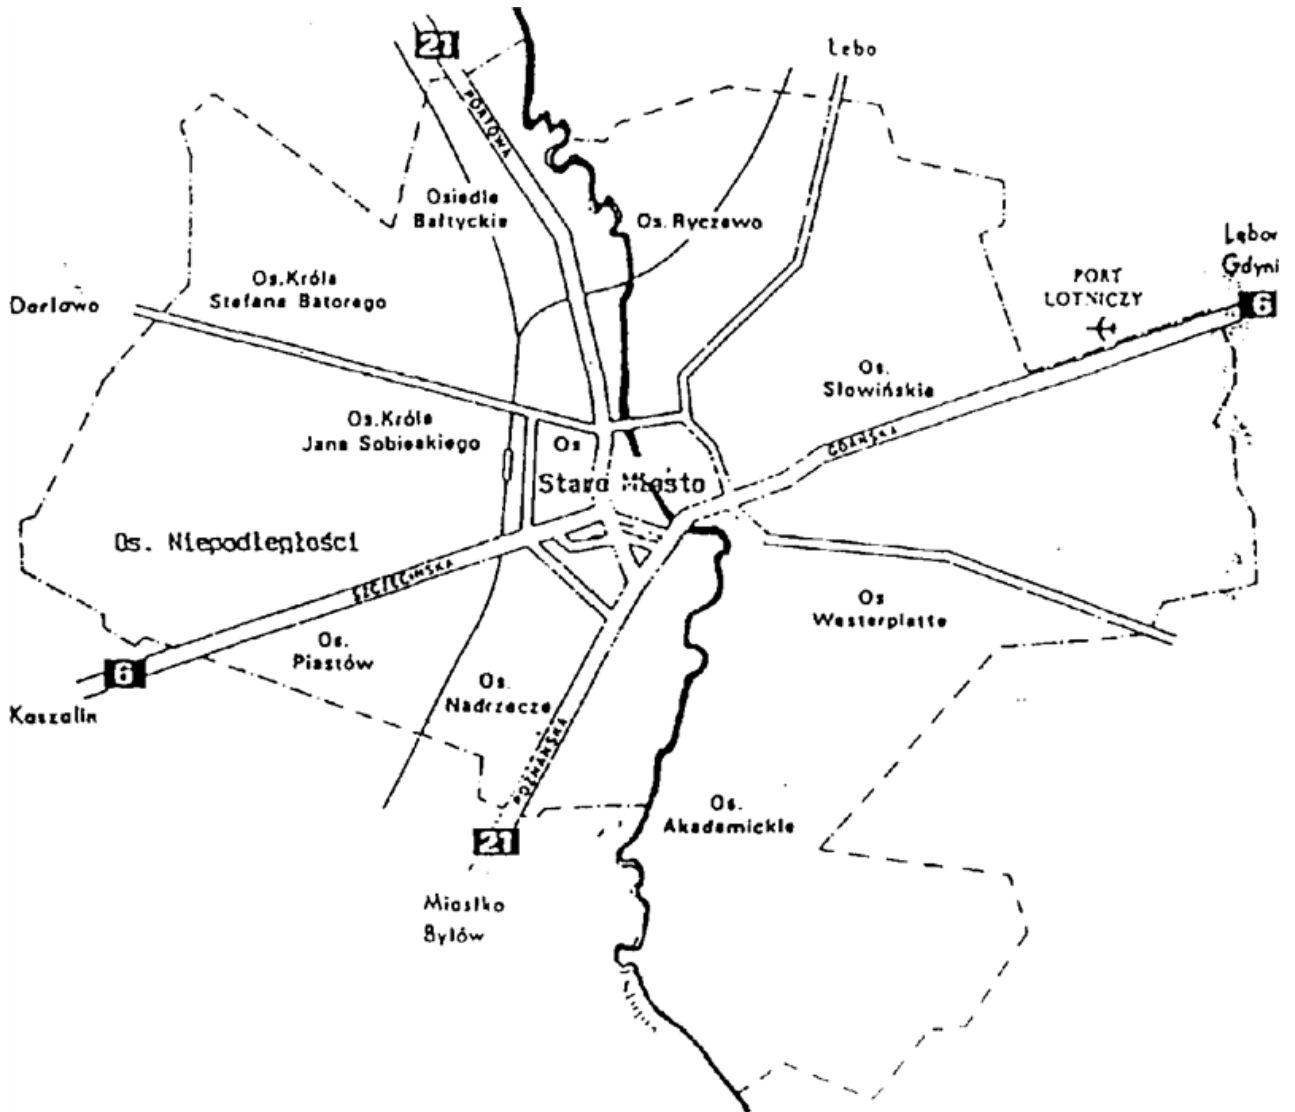 21
Łebo
PORTOWA
Osiedle
Bałtyckie
Os. Ryczewo
Lębor
Gdyni
6
PORT
LOTNICZY
Os. Króla
Stefana Batorego
Darłowo
Os.
Słowińskie
Os. Króla
Jana Sobieskiego
Os
Stare Miasto
GDAŃSKA
Os. Niepodległości
SZCZECIŃSKA
Os
Westerplatte
Os.
Piastów
6
Koszalin
Os.
Nadrzecze
POZNAŃSKA
Os.
Akademickie
21
Miastko
Bytów